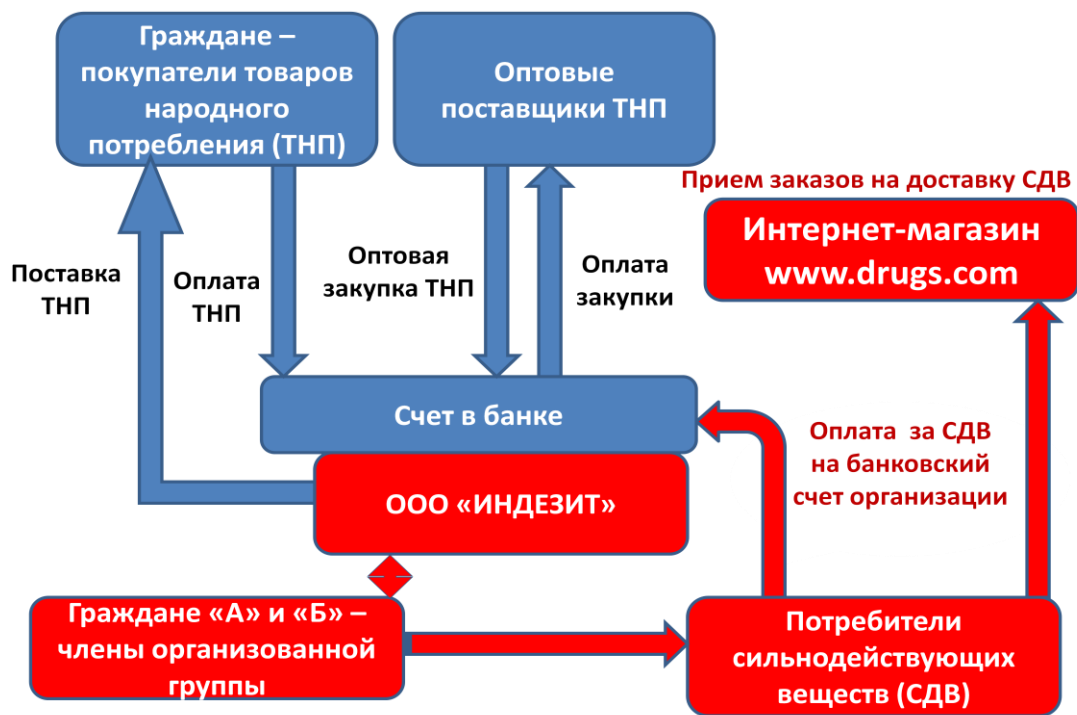 Граждане –
покупатели товаров
народного
потребления (ТНП)
Оптовые
поставщики ТНП
Прием заказов на доставку СДВ
Интернет-магазин
www.drugs.com
Поставка
ТНП
Оплата
ТНП
Оптовая
закупка ТНП
Оплата
закупки
Счет в банке
ООО «ИНДЕЗИТ»
Оплата за СДВ
на банковский
счет организации
Граждане «А» и «Б» –
члены организованной
группы
Потребители
сильнодействующих
веществ (СДВ)